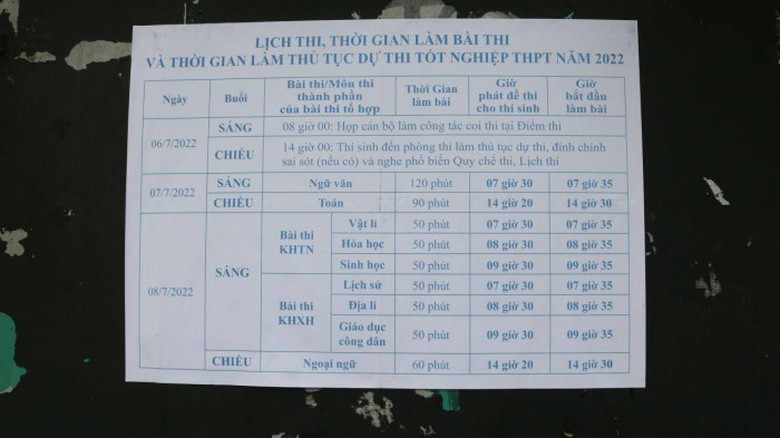 LỊCH THI, THỜI GIAN LÀM BÀI THI
VÀ THỜI GIAN LÀM THỦ TỤC DỰ THI TỐT NGHIỆP THPT NĂM 2022
Ngày
Buổi
Bài thi/Môn thi
thành phần
của bài thi tổ hợp
Thời Gian
làm bài
Giờ
phát đề thi
cho thí sinh
Giờ
bắt đầu
làm bài
06/7/2022
SÁNG
08 giờ 00: Họp cán bộ làm công tác coi thi tại Điểm thi
CHIỀU
14 giờ 00: Thí sinh đến phòng thi làm thủ tục dự thi, đính chính
sai sót (nếu có) và nghe phổ biến Quy chế thi, Lịch thi
07/7/2022
SÁNG
Ngữ văn
120 phút
07 giờ 30
07 giờ 35
CHIỀU
Toán
90 phút
14 giờ 20
14 giờ 30
08/7/2022
SÁNG
Bài thi
KHTN
Vật lí
50 phút
07 giờ 30
07 giờ 35
Hóa học
50 phút
08 giờ 30
08 giờ 35
Sinh học
50 phút
09 giờ 30
09 giờ 35
Bài thi
KHXH
Lịch sử
50 phút
07 giờ 30
07 giờ 35
Địa lí
50 phút
08 giờ 30
08 giờ 35
Giáo dục
công dân
50 phút
09 giờ 30
09 giờ 35
CHIỀU
Ngoại ngữ
60 phút
14 giờ 20
14 giờ 30